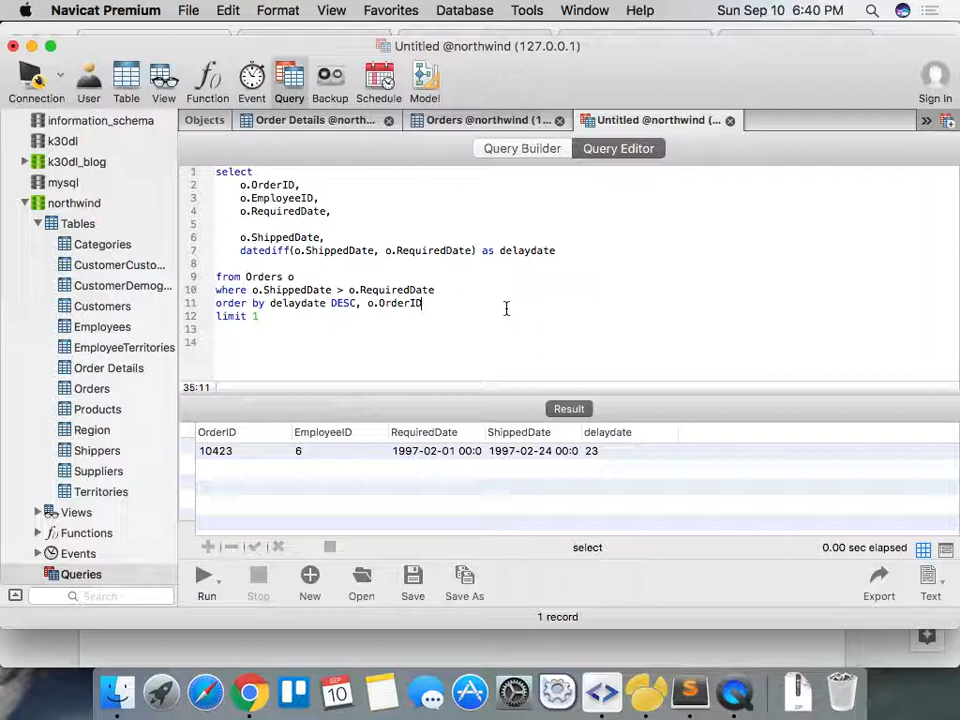 Navicat Premium File Edit Format View Favorites Database Tools Window Help Sun Sep 10 6:40 PM
Untitled @northwind (127.0.0.1)
Connection User Table View Function Event Query Backup Schedule Model Sign In
Objects Order Details @north... Orders @northwind (1... Untitled @northwind (...
Query Builder Query Editor
information_schema
k30dl
k30dl_blog
mysql
northwind
Tables
Categories
CustomerCusto...
CustomerDemog...
Customers
Employees
EmployeeTerritories
Order Details
Orders
Products
Region
Shippers
Suppliers
Territories
Views
Functions
Events
Queries
Search
1 select
2 o.OrderID,
3 o.EmployeeID,
4 o.RequiredDate,
5
6 o.ShippedDate,
7 datediff(o.ShippedDate, o.RequiredDate) as delaydate
8
9 from Orders o
10 where o.ShippedDate > o.RequiredDate
11 order by delaydate DESC, o.OrderID
12 limit 1
13
14
35:11
Result
OrderID EmployeeID RequiredDate ShippedDate delaydate
10423 6 1997-02-01 00:0 1997-02-24 00:0 23
select 0.00 sec elapsed
Run Stop New Open Save Save As Export Text
1 record
SEP
10
ZIP